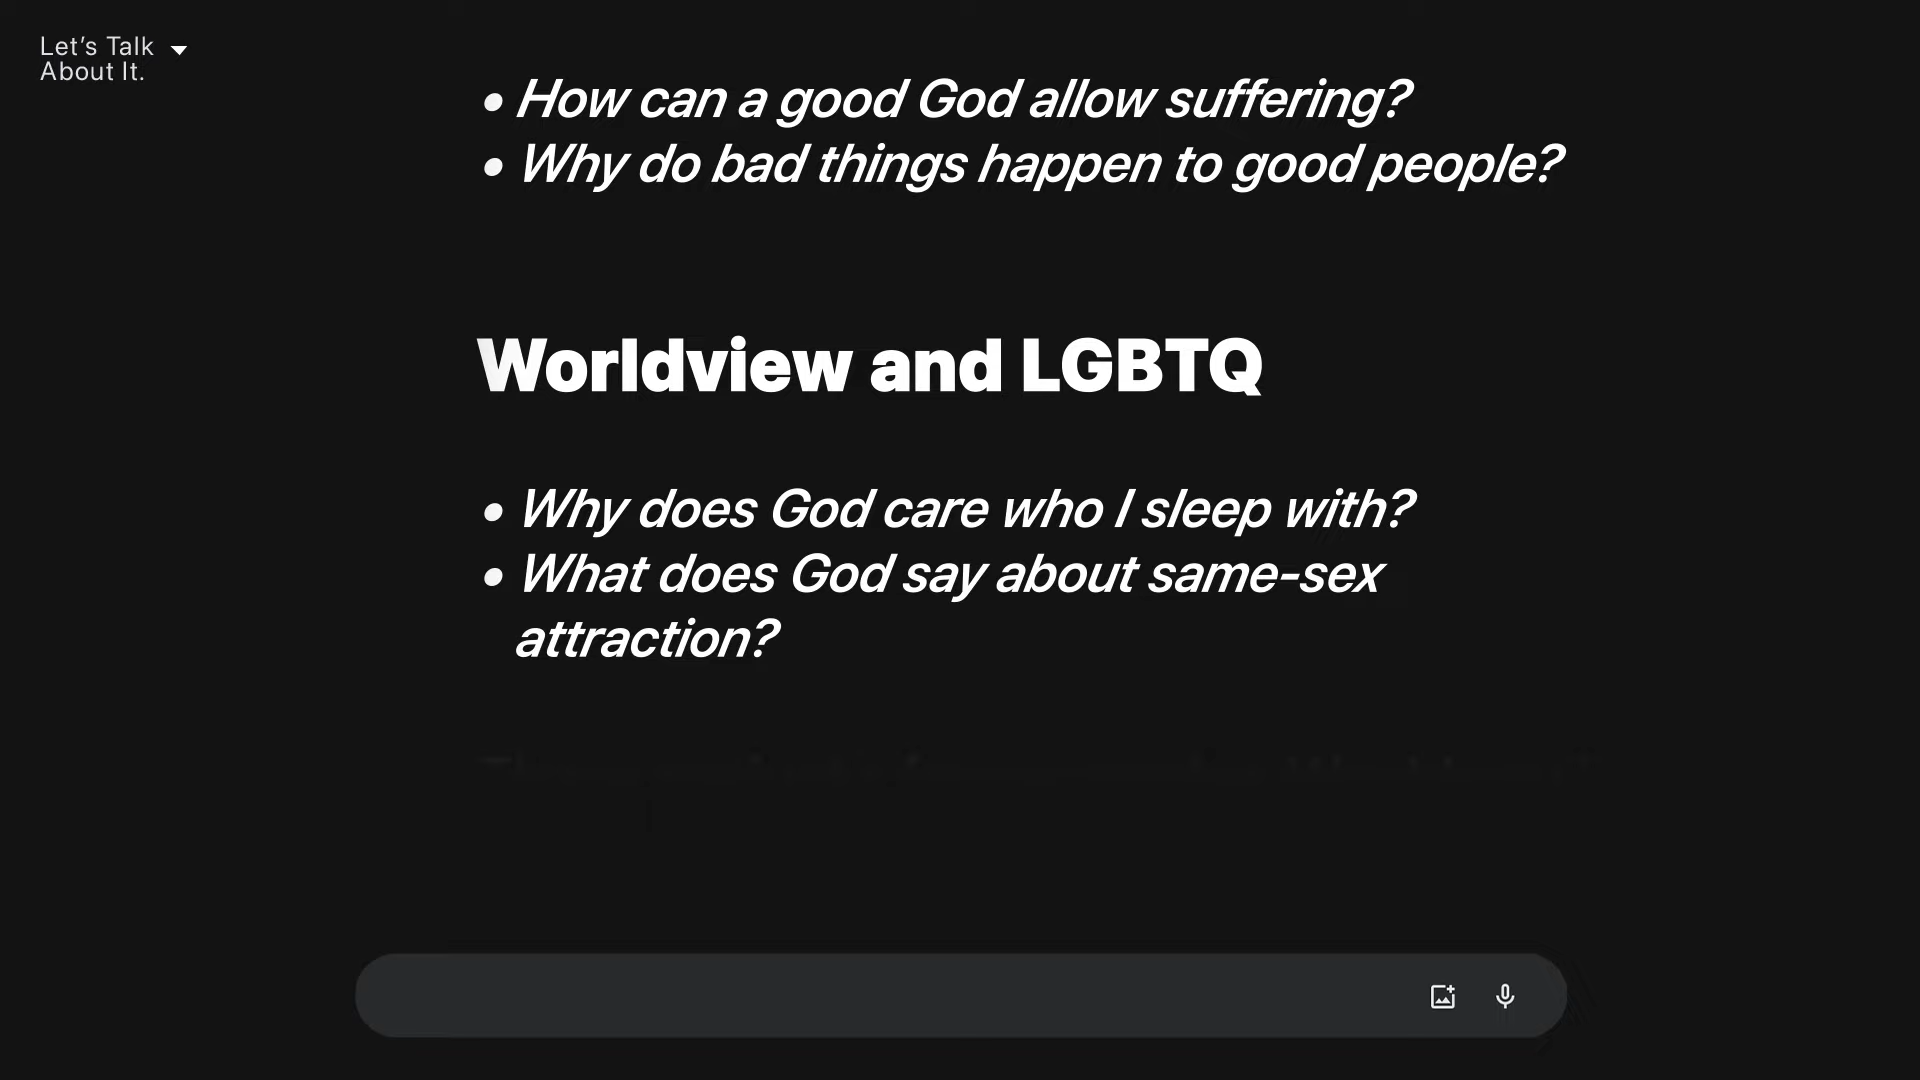 Let's Talk
About It.
• How can a good God allow suffering?
• Why do bad things happen to good people?
Worldview and LGBTQ
• Why does God care who I sleep with?
• What does God say about same-sex
attraction?